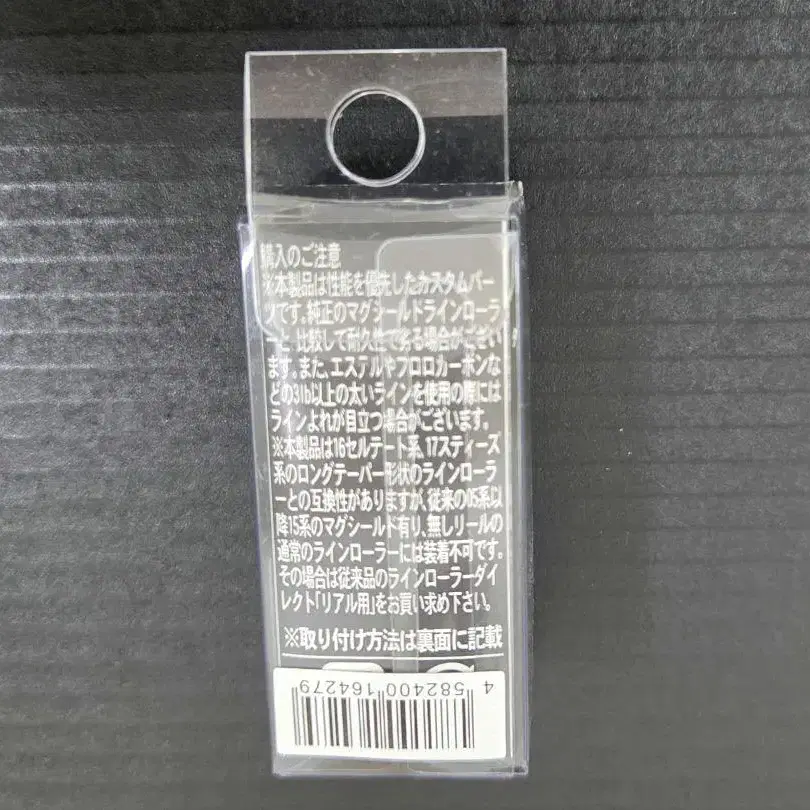 購入のご注意
※本製品は性能を優先したカスタムパー
ツです。純正のマグシールドラインローラ
ーと、比較して耐久性で劣る場合がござい
ます。また、エステルやフロロカーボンな
どの3lb以上の太いラインを使用の際には
ラインよれが目立つ場合がございます。
※本製品は16セルテート系、17スティーズ
系のロングテーパー形状のラインローラ
ーとの互換性がありますが、従来の05系以
降15系のマグシールド有り、無しリールの
通常のラインローラーには装着不可です。
その場合は従来品のラインローラーダイ
レクト「リアル用」をお買い求め下さい。
※取り付け方法は裏面に記載
4 582400 164279